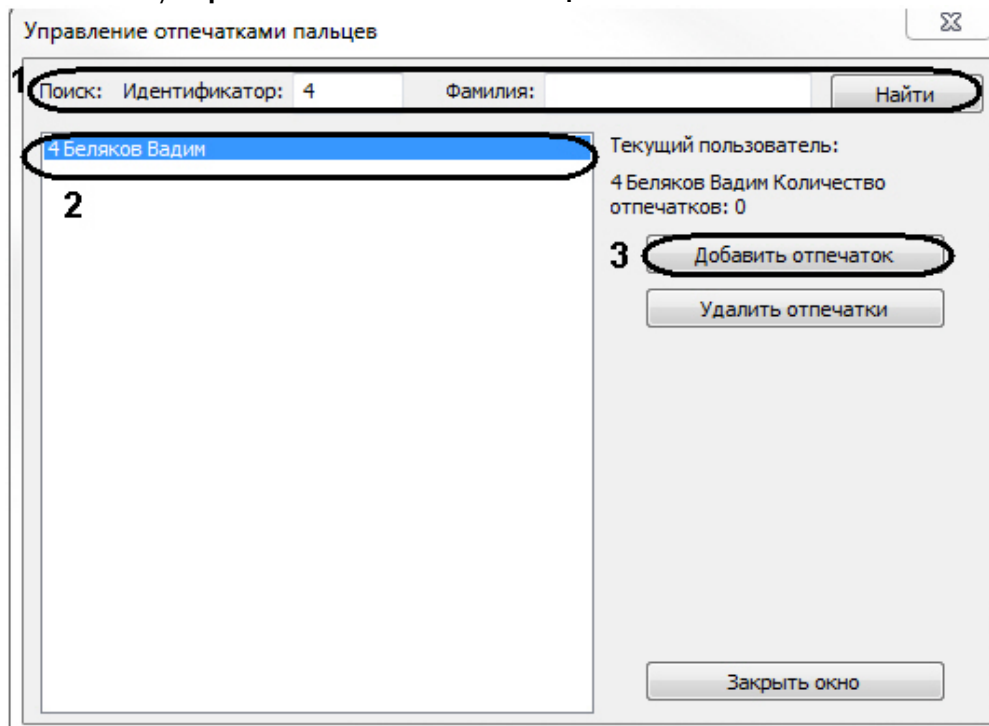 Управление отпечатками пальцев
1 Поиск: Идентификатор: 4 Фамилия: Найти
4 Беляков Вадим
2
Текущий пользователь:
4 Беляков Вадим Количество
отпечатков: 0
3 Добавить отпечаток
Удалить отпечатки
Закрыть окно